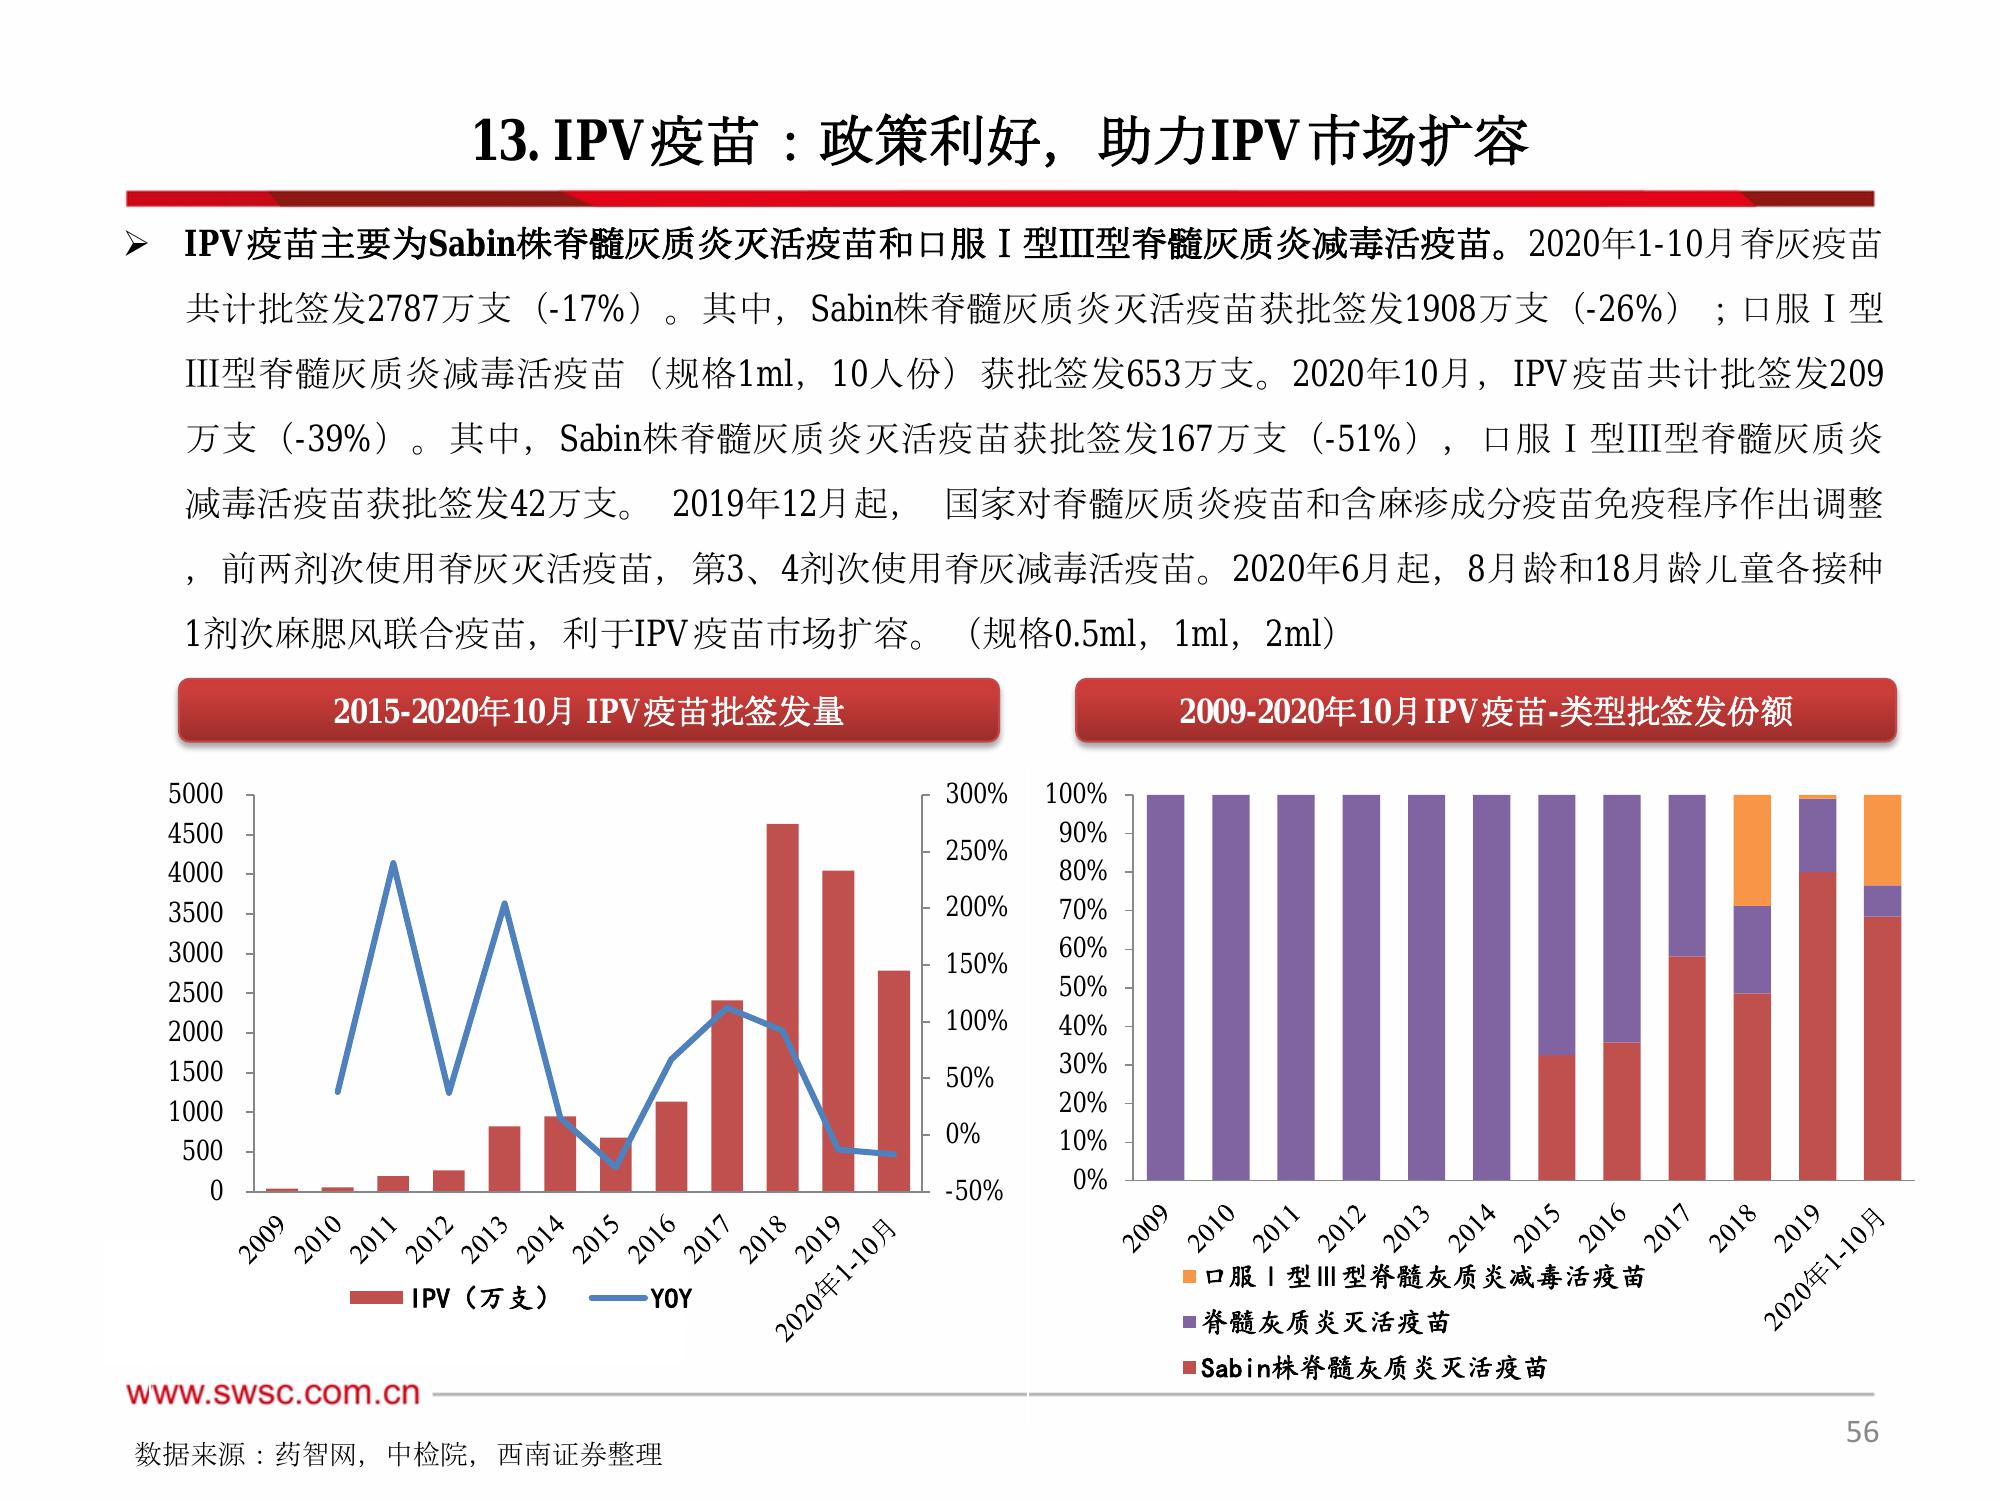 13. IPV疫苗：政策利好，助力IPV市场扩容
➢ IPV疫苗主要为Sabin株脊髓灰质炎灭活疫苗和口服Ⅰ型Ⅲ型脊髓灰质炎减毒活疫苗。2020年1-10月脊灰疫苗
共计批签发2787万支（-17%）。其中，Sabin株脊髓灰质炎灭活疫苗获批签发1908万支（-26%）；口服Ⅰ型
Ⅲ型脊髓灰质炎减毒活疫苗（规格1ml，10人份）获批签发653万支。2020年10月，IPV疫苗共计批签发209
万支（-39%）。其中，Sabin株脊髓灰质炎灭活疫苗获批签发167万支（-51%），口服Ⅰ型Ⅲ型脊髓灰质炎
减毒活疫苗获批签发42万支。 2019年12月起， 国家对脊髓灰质炎疫苗和含麻疹成分疫苗免疫程序作出调整
，前两剂次使用脊灰灭活疫苗，第3、4剂次使用脊灰减毒活疫苗。2020年6月起，8月龄和18月龄儿童各接种
1剂次麻腮风联合疫苗，利于IPV疫苗市场扩容。（规格0.5ml，1ml，2ml）
2015-2020年10月 IPV疫苗批签发量
5000
4500
4000
3500
3000
2500
2000
1500
1000
500
0
300%
250%
200%
150%
100%
50%
0%
-50%
2009
2010
2011
2012
2013
2014
2015
2016
2017
2018
2019
2020年1-10月
IPV（万支）
YOY
2009-2020年10月IPV疫苗-类型批签发份额
100%
90%
80%
70%
60%
50%
40%
30%
20%
10%
0%
2009
2010
2011
2012
2013
2014
2015
2016
2017
2018
2019
2020年1-10月
口服Ⅰ型Ⅲ型脊髓灰质炎减毒活疫苗
脊髓灰质炎灭活疫苗
Sabin株脊髓灰质炎灭活疫苗
www.swsc.com.cn
56
数据来源：药智网，中检院，西南证券整理